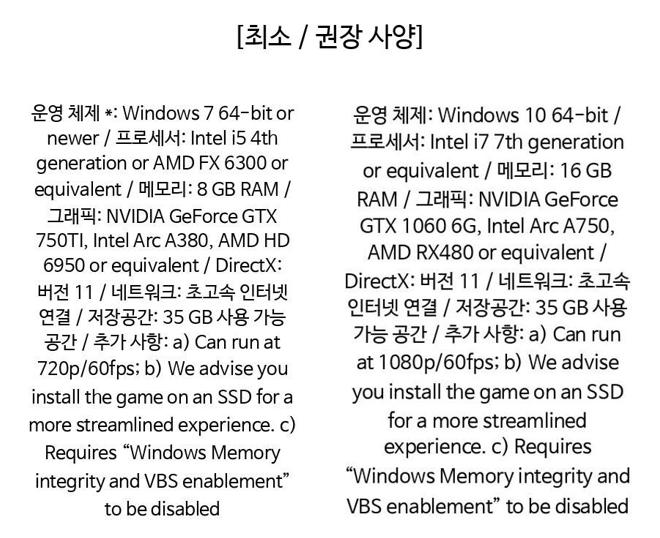 [최소 / 권장 사양]
운영 체제 *: Windows 7 64-bit or
newer / 프로세서: Intel i5 4th
generation or AMD FX 6300 or
equivalent / 메모리: 8 GB RAM /
그래픽: NVIDIA GeForce GTX
750TI, Intel Arc A380, AMD HD
6950 or equivalent / DirectX:
버전 11 / 네트워크: 초고속 인터넷
연결 / 저장공간: 35 GB 사용 가능
공간 / 추가 사항: a) Can run at
720p/60fps; b) We advise you
install the game on an SSD for a
more streamlined experience. c)
Requires “Windows Memory
integrity and VBS enablement”
to be disabled
운영 체제: Windows 10 64-bit /
프로세서: Intel i7 7th generation
or equivalent / 메모리: 16 GB
RAM / 그래픽: NVIDIA GeForce
GTX 1060 6G, Intel Arc A750,
AMD RX480 or equivalent /
DirectX: 버전 11 / 네트워크: 초고속
인터넷 연결 / 저장공간: 35 GB 사용
가능 공간 / 추가 사항: a) Can run
at 1080p/60fps; b) We advise
you install the game on an SSD
for a more streamlined
experience. c) Requires
“Windows Memory integrity and
VBS enablement” to be disabled